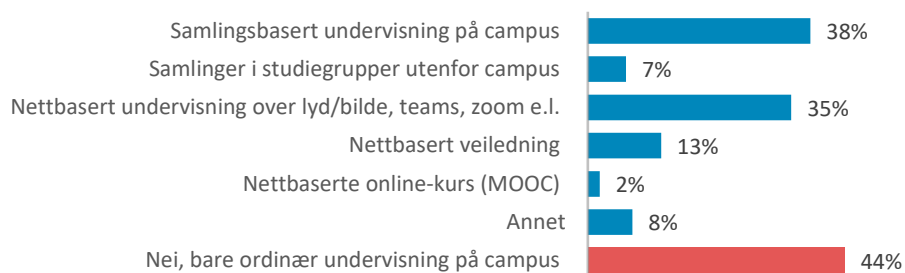 Samlingsbasert undervisning på campus 38%
Samlinger i studiegrupper utenfor campus 7%
Nettbasert undervisning over lyd/bilde, teams, zoom e.l. 35%
Nettbasert veiledning 13%
Nettbaserte online-kurs (MOOC) 2%
Annet 8%
Nei, bare ordinær undervisning på campus 44%